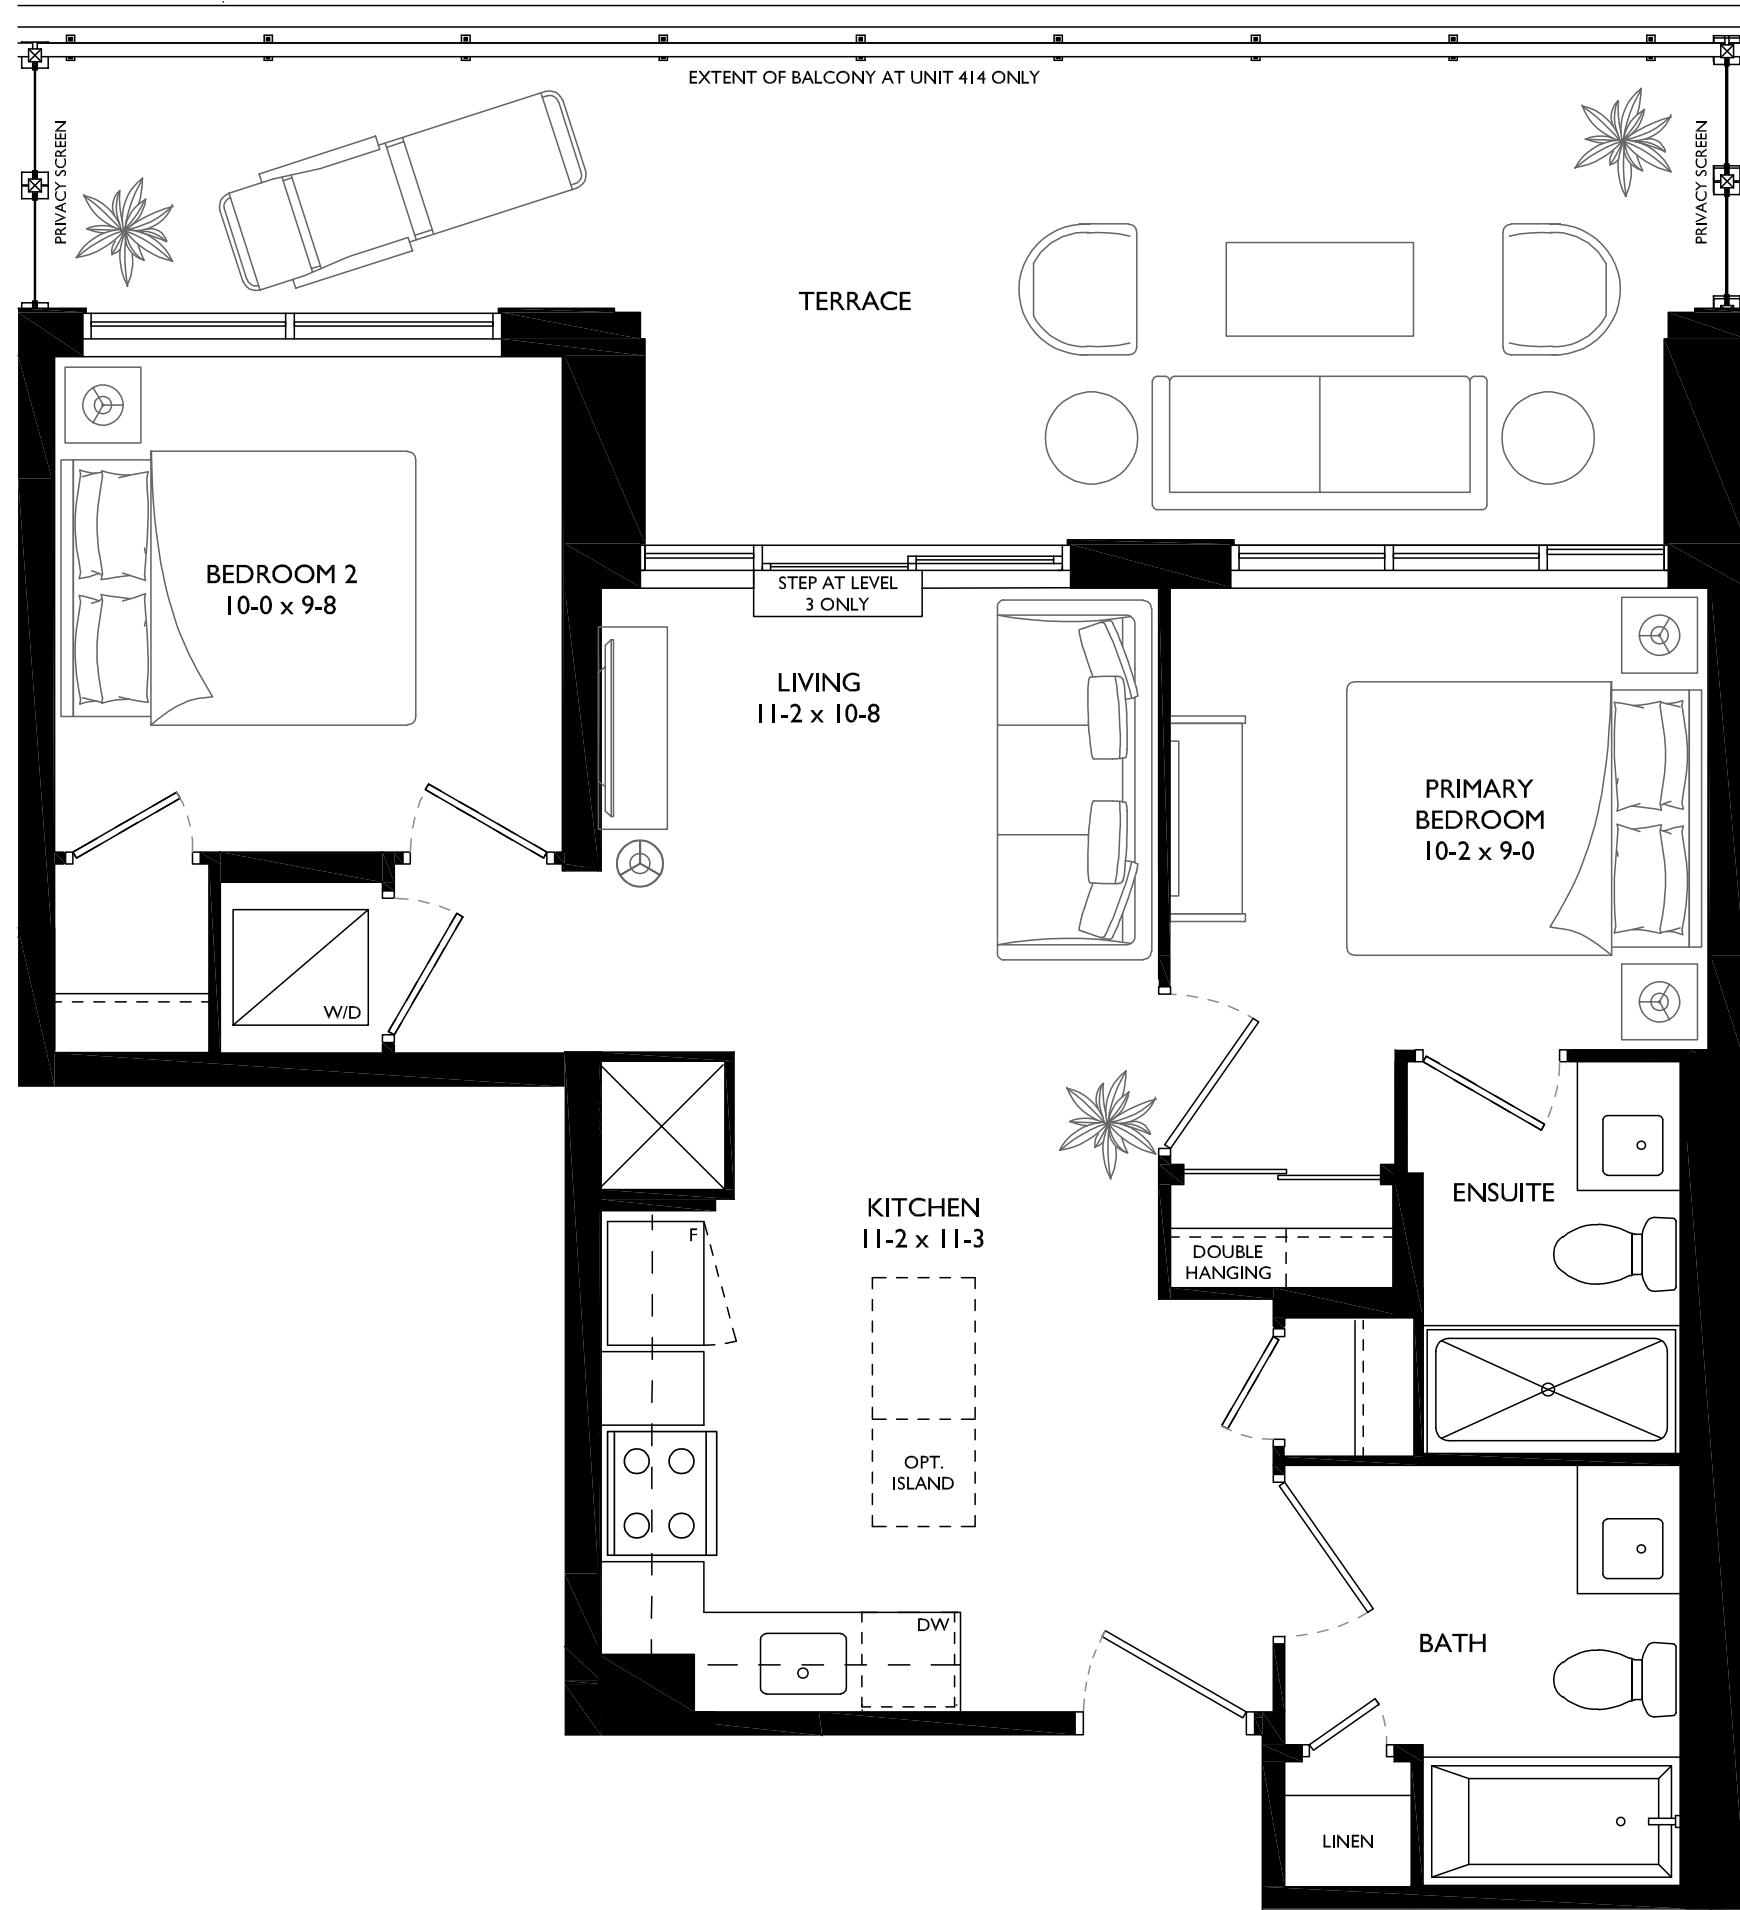 EXTENT OF BALCONY AT UNIT 414 ONLY
PRIVACY SCREEN
PRIVACY SCREEN
TERRACE
BEDROOM 2
10-0 x 9-8
STEP AT LEVEL
3 ONLY
LIVING
11-2 x 10-8
PRIMARY
BEDROOM
10-2 x 9-0
W/D
ENSUITE
KITCHEN
11-2 x 11-3
F
DOUBLE
HANGING
OPT.
ISLAND
DW
BATH
LINEN